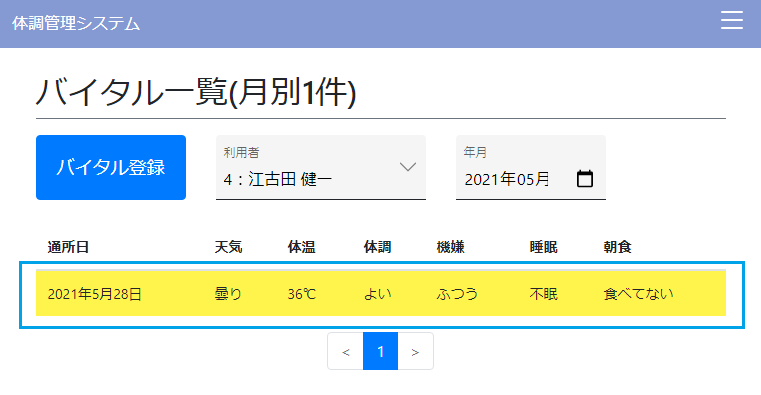 体調管理システム
バイタル一覧(月別1件)
バイタル登録
利用者
4：江古田 健一
年月
2021年05月
通所日 天気 体温 体調 機嫌 睡眠 朝食
2021年5月28日 曇り 36℃ よい ふつう 不眠 食べてない
< 1 >